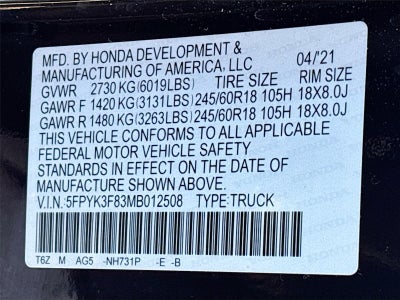 MFD. BY HONDA DEVELOPMENT &
MANUFACTURING OF AMERICA, LLC 04/21
GVWR 2730 KG(6019LBS) TIRE SIZE RIM SIZE
GAWR F 1420 KG(3131LBS) 245/60R18 105H 18X8.0J
GAWR R 1480 KG(3263LBS) 245/60R18 105H 18X8.0J
THIS VEHICLE CONFORMS TO ALL APPLICABLE
FEDERAL MOTOR VEHICLE SAFETY
STANDARDS IN EFFECT ON THE DATE OF
MANUFACTURE SHOWN ABOVE.
V.I.N.:5FPYK3F83MB012508 TYPE:TRUCK
T6Z M AG5 -NH731P -E -B